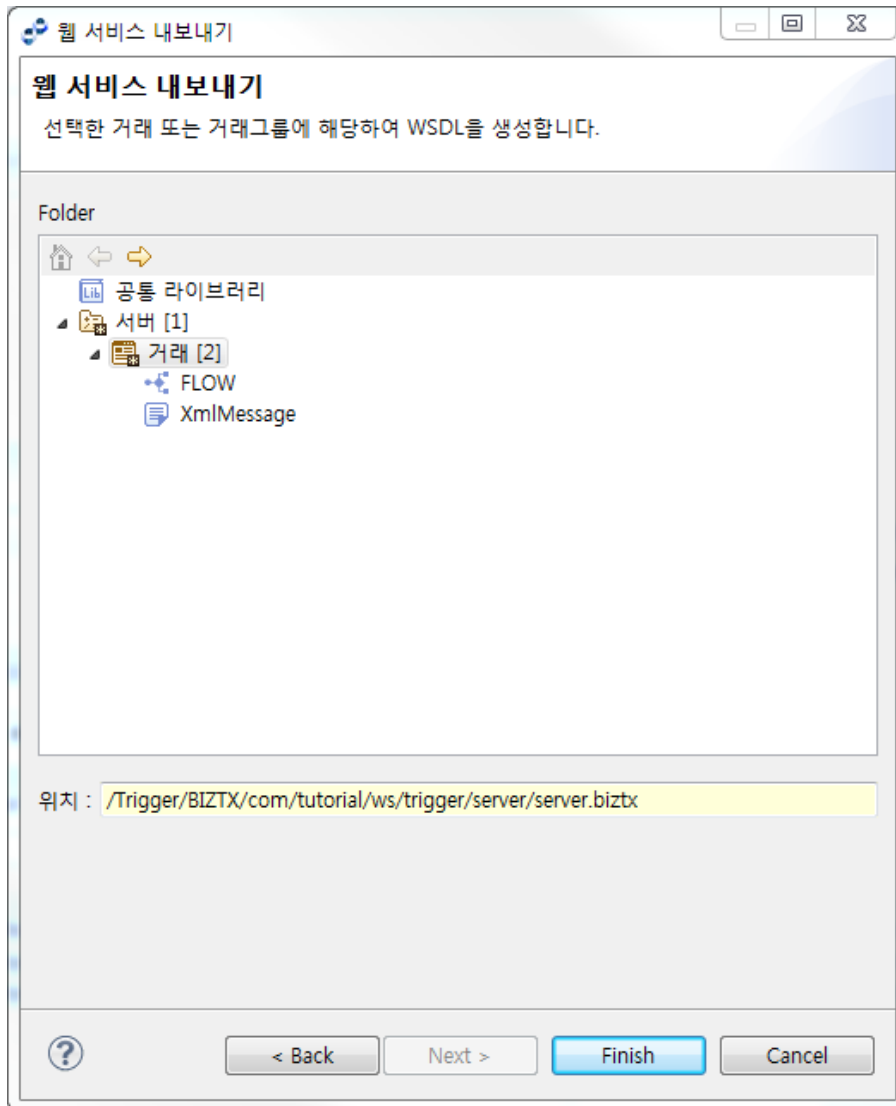 웹 서비스 내보내기
웹 서비스 내보내기
선택한 거래 또는 거래그룹에 해당하여 WSDL을 생성합니다.
Folder
Lib 공통 라이브러리
서버 [1]
거래 [2]
FLOW
XmlMessage
위치 : /Trigger/BIZTX/com/tutorial/ws/trigger/server/server.biztx
? < Back Next > Finish Cancel